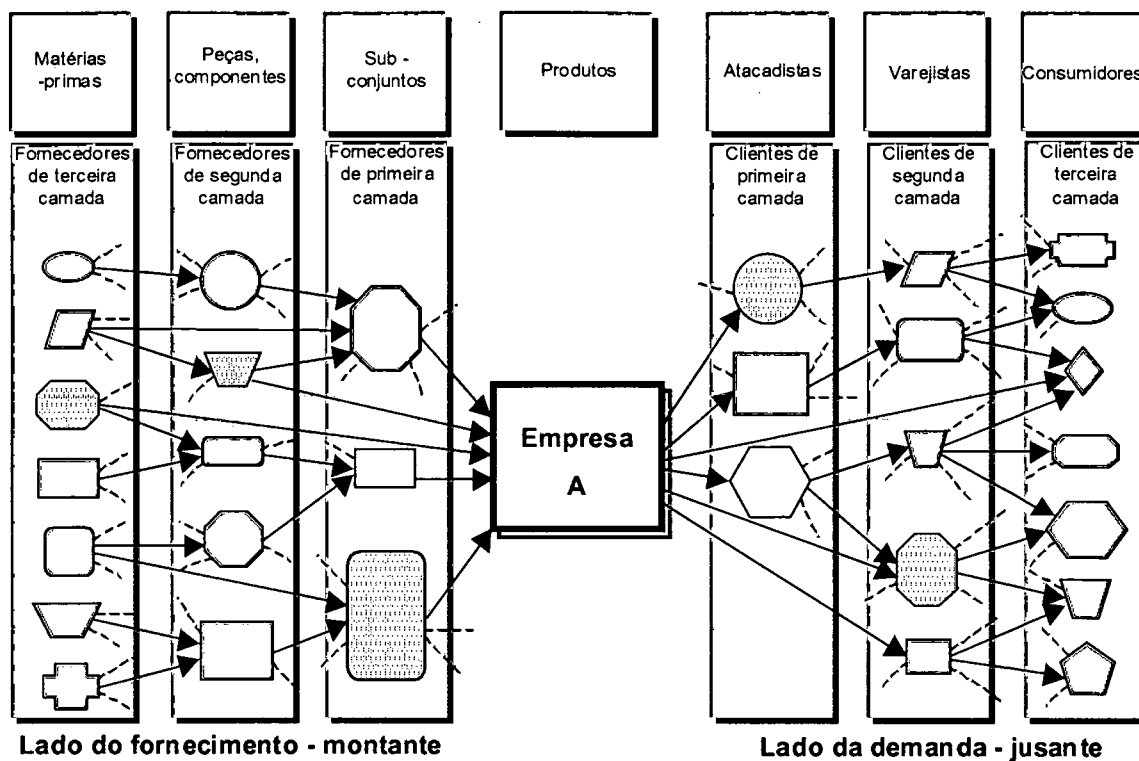 Matérias
-prima​s
Peças,
componentes
Sub -
conjuntos
Produtos
Atacadistas
Varejistas
Consumidores
Fornecedores
de terceira
camada
Fornecedores
de segunda
camada
Fornecedores
de primeira
camada
Clientes de
primeira
camada
Clientes de
segunda
camada
Clientes de
terceira
camada
Empresa
A
Lado do fornecimento - montante
Lado da demanda - jusante